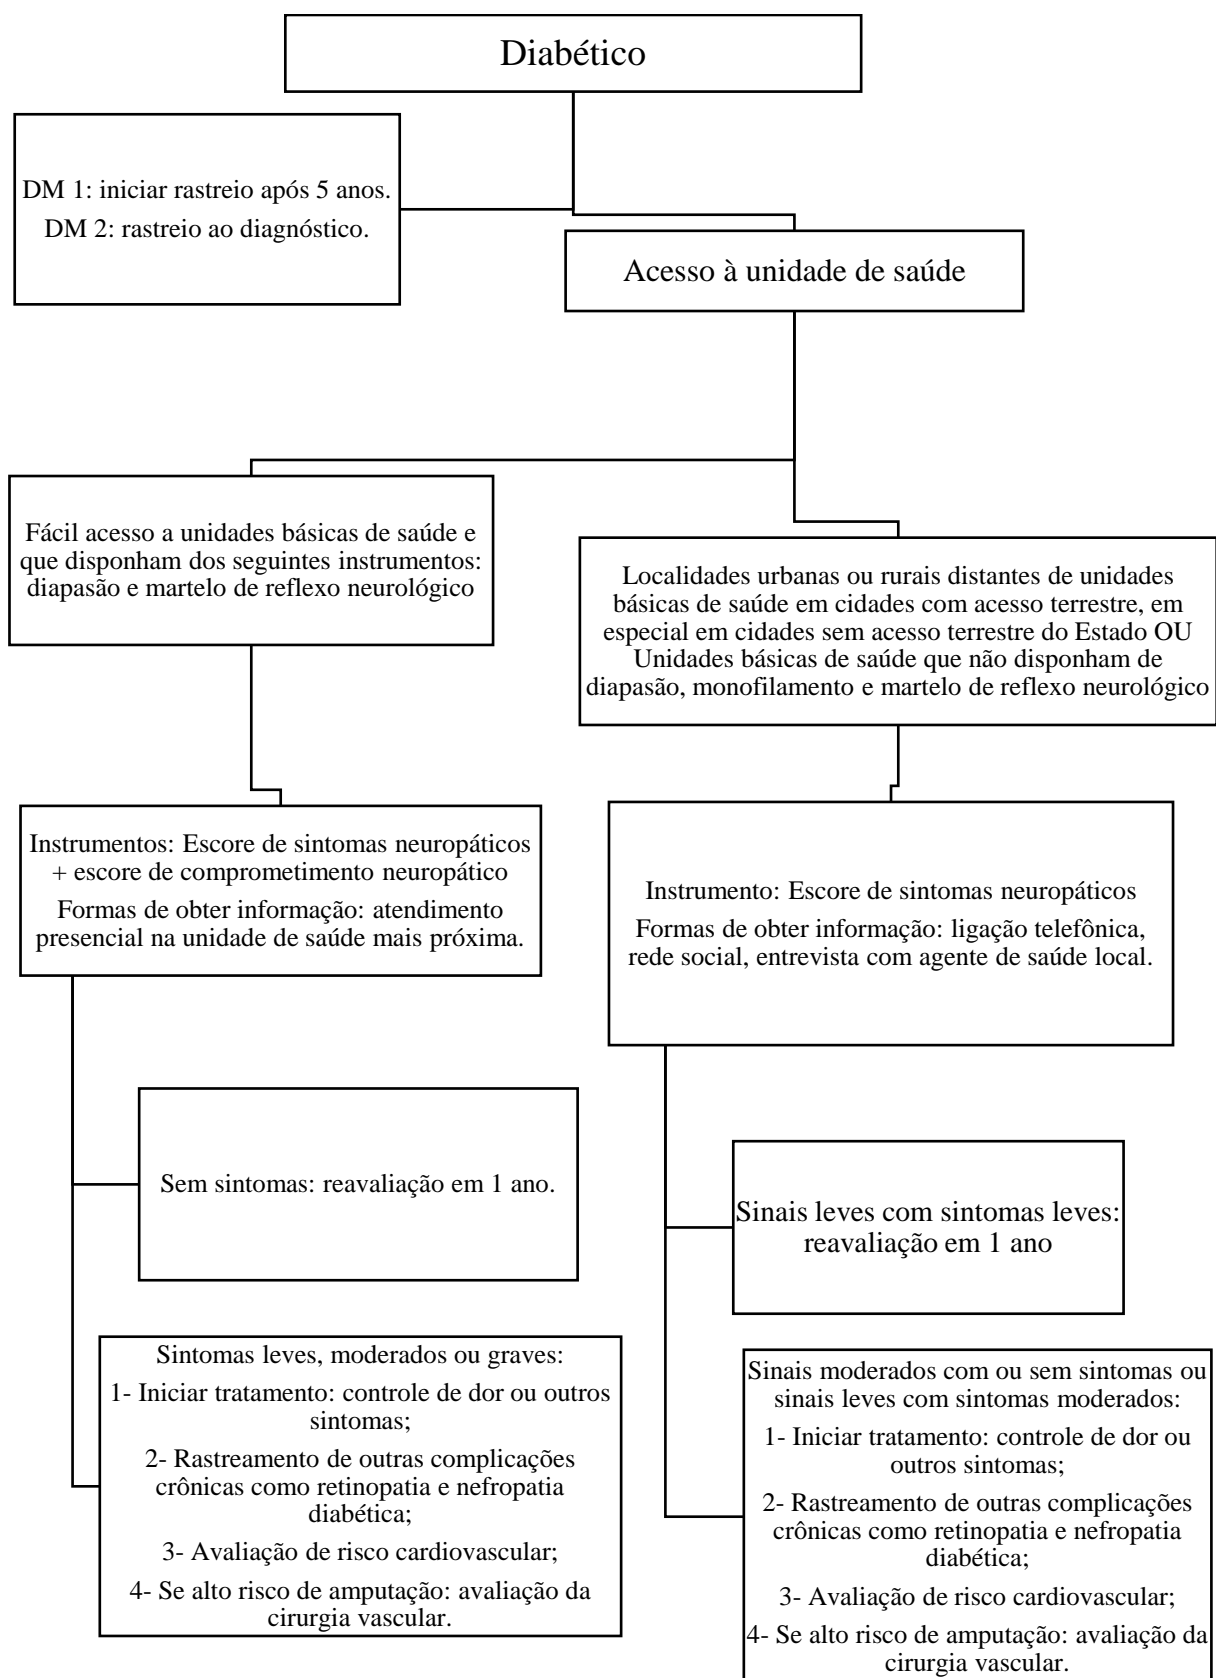 Diabético
DM 1: iniciar rastreio após 5 anos.
DM 2: rastreio ao diagnóstico.
Acesso à unidade de saúde
Fácil acesso a unidades básicas de saúde e
que disponham dos seguintes instrumentos:
diapasão e martelo de reflexo neurológico
Localidades urbanas ou rurais distantes de unidades
básicas de saúde em cidades com acesso terrestre, em
especial em cidades sem acesso terrestre do Estado OU
Unidades básicas de saúde que não disponham de
diapasão, monofilamento e martelo de reflexo neurológico
Instrumentos: Escore de sintomas neuropáticos
+ escore de comprometimento neuropático
Formas de obter informação: atendimento
presencial na unidade de saúde mais próxima.
Instrumento: Escore de sintomas neuropáticos
Formas de obter informação: ligação telefônica,
rede social, entrevista com agente de saúde local.
Sem sintomas: reavaliação em 1 ano.
Sinais leves com sintomas leves:
reavaliação em 1 ano
Sintomas leves, moderados ou graves:
1- Iniciar tratamento: controle de dor ou outros
sintomas;
2- Rastreamento de outras complicações
crônicas como retinopatia e nefropatia
diabética;
3- Avaliação de risco cardiovascular;
4- Se alto risco de amputação: avaliação da
cirurgia vascular.
Sinais moderados com ou sem sintomas ou
sinais leves com sintomas moderados:
1- Iniciar tratamento: controle de dor ou
outros sintomas;
2- Rastreamento de outras complicações
crônicas como retinopatia e nefropatia
diabética;
3- Avaliação de risco cardiovascular;
4- Se alto risco de amputação: avaliação da
cirurgia vascular.